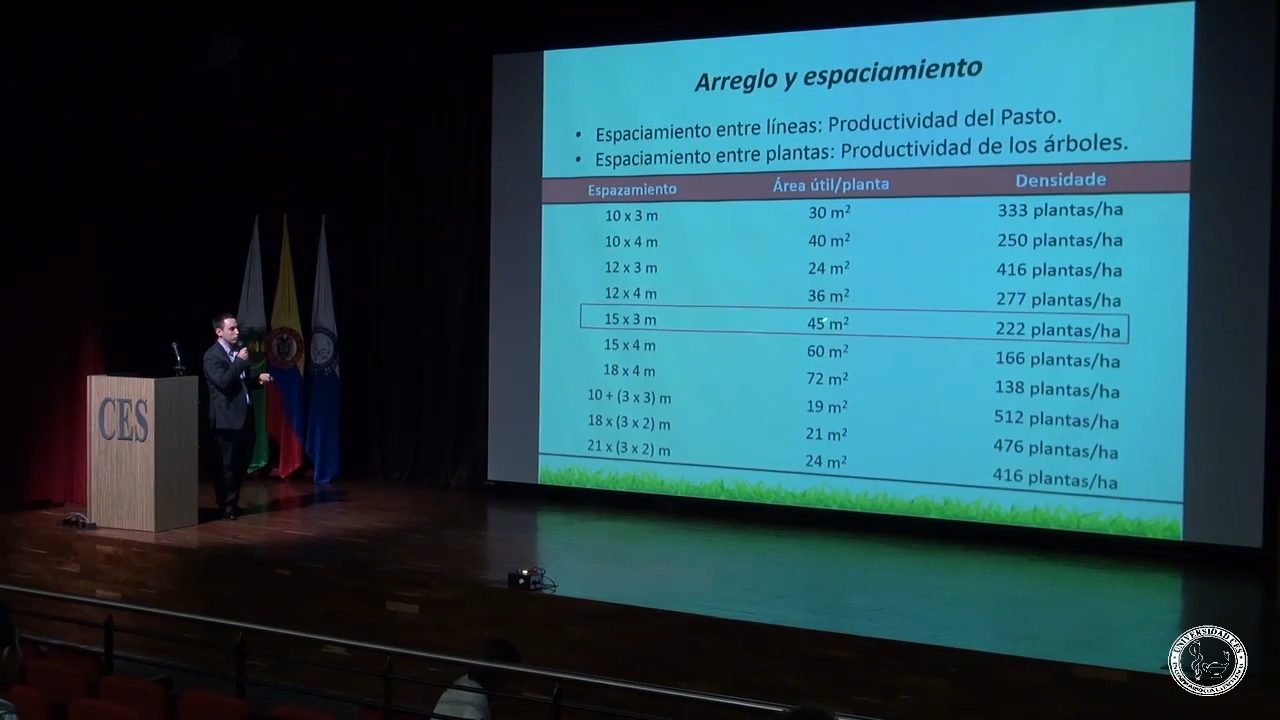 Arreglo y espaciamiento
• Espaciamiento entre líneas: Productividad del Pasto.
• Espaciamiento entre plantas: Productividad de los árboles.
Espazamiento Área útil/planta Densidade
10 x 3 m 30 m² 333 plantas/ha
10 x 4 m 40 m² 250 plantas/ha
12 x 3 m 24 m² 416 plantas/ha
12 x 4 m 36 m² 277 plantas/ha
15 x 3 m 45 m² 222 plantas/ha
15 x 4 m 60 m² 166 plantas/ha
18 x 4 m 72 m² 138 plantas/ha
10 + (3 x 3) m 19 m² 512 plantas/ha
18 x (3 x 2) m 21 m² 476 plantas/ha
21 x (3 x 2) m 24 m² 416 plantas/ha
CES
UNIVERSIDAD CES